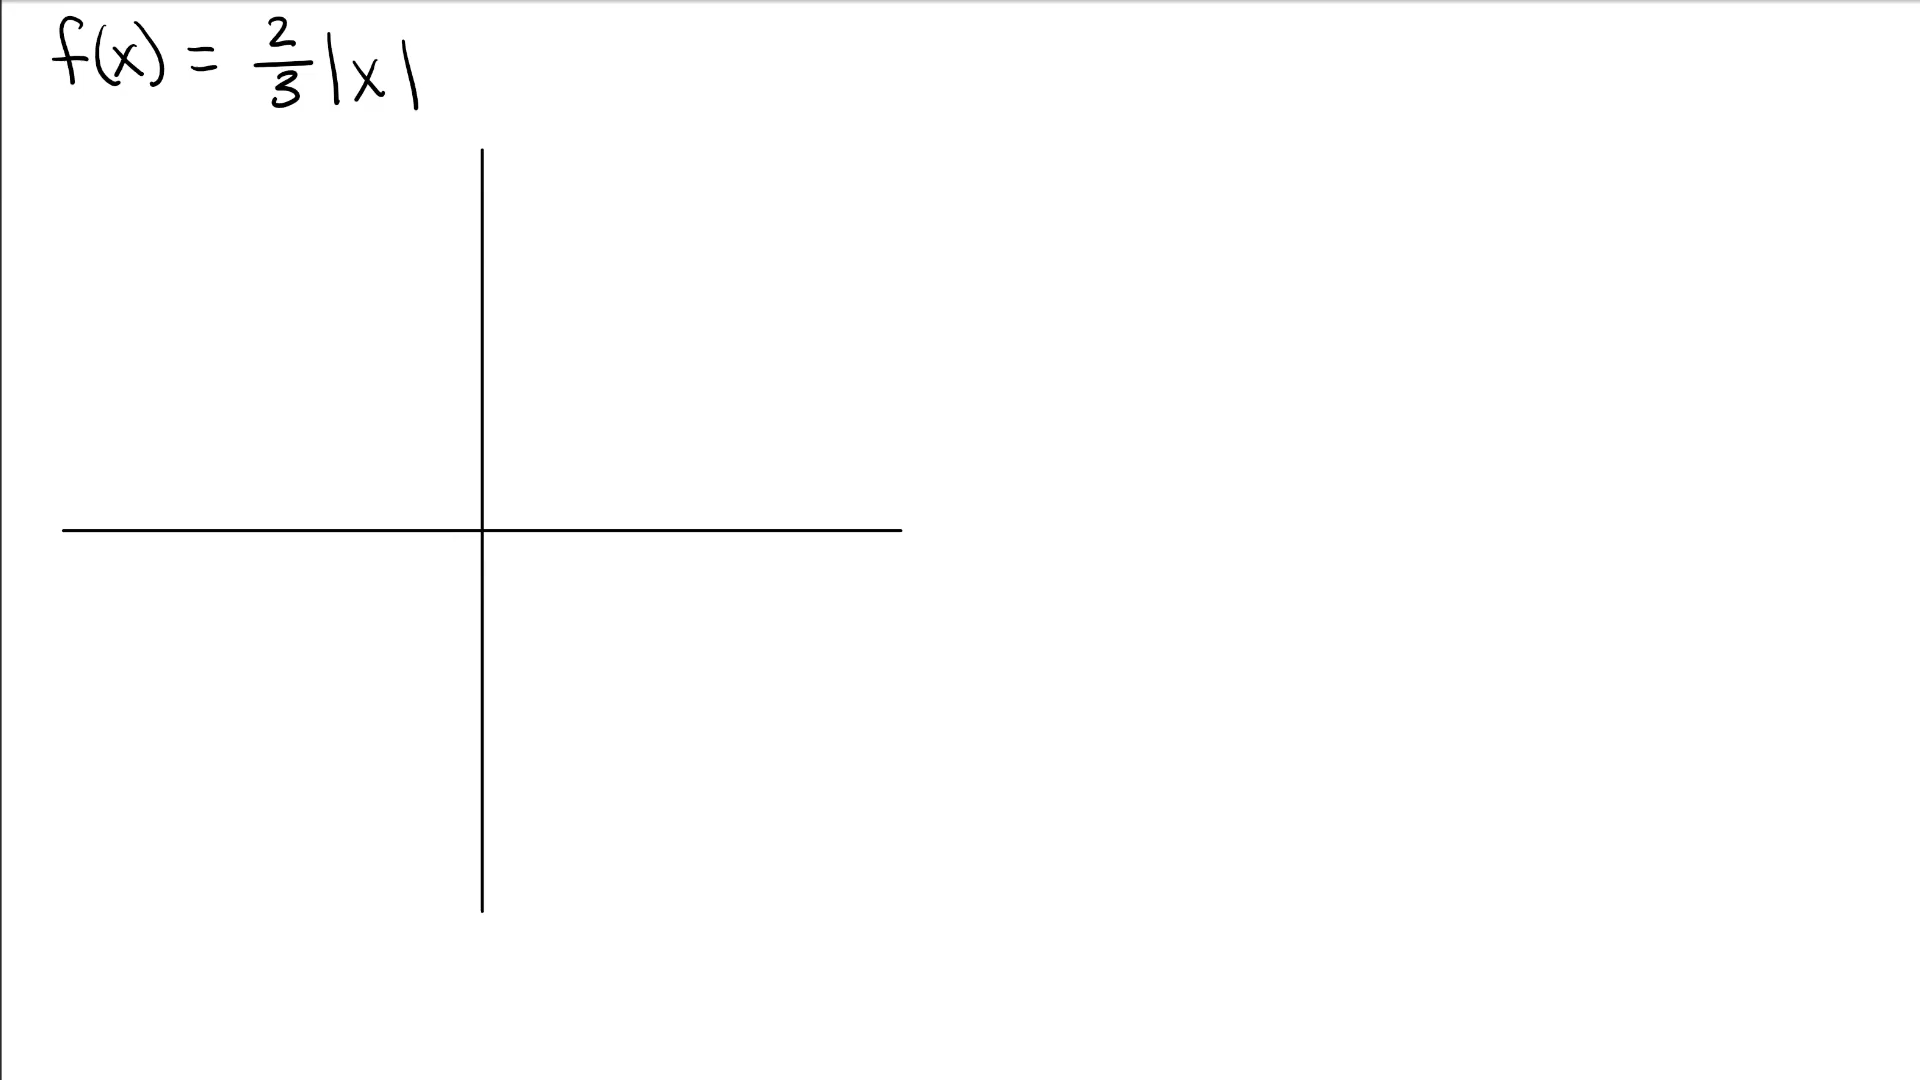 f(x) = 2/3 |x|